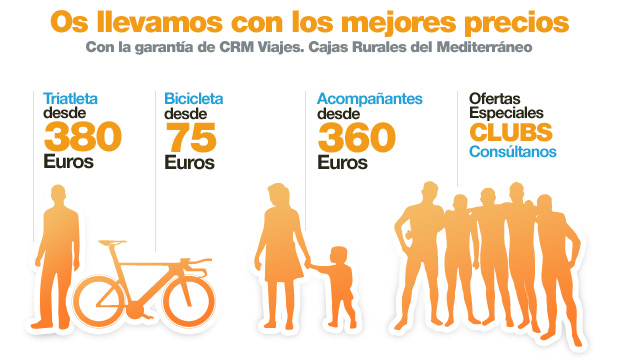 Os llevamos con los mejores precios
Con la garantía de CRM Viajes. Cajas Rurales del Mediterráneo
Triatleta
desde
380
Euros
Bicicleta
desde
75
Euros
Acompañantes
desde
360
Euros
Ofertas
Especiales
CLUBS
Consúltanos